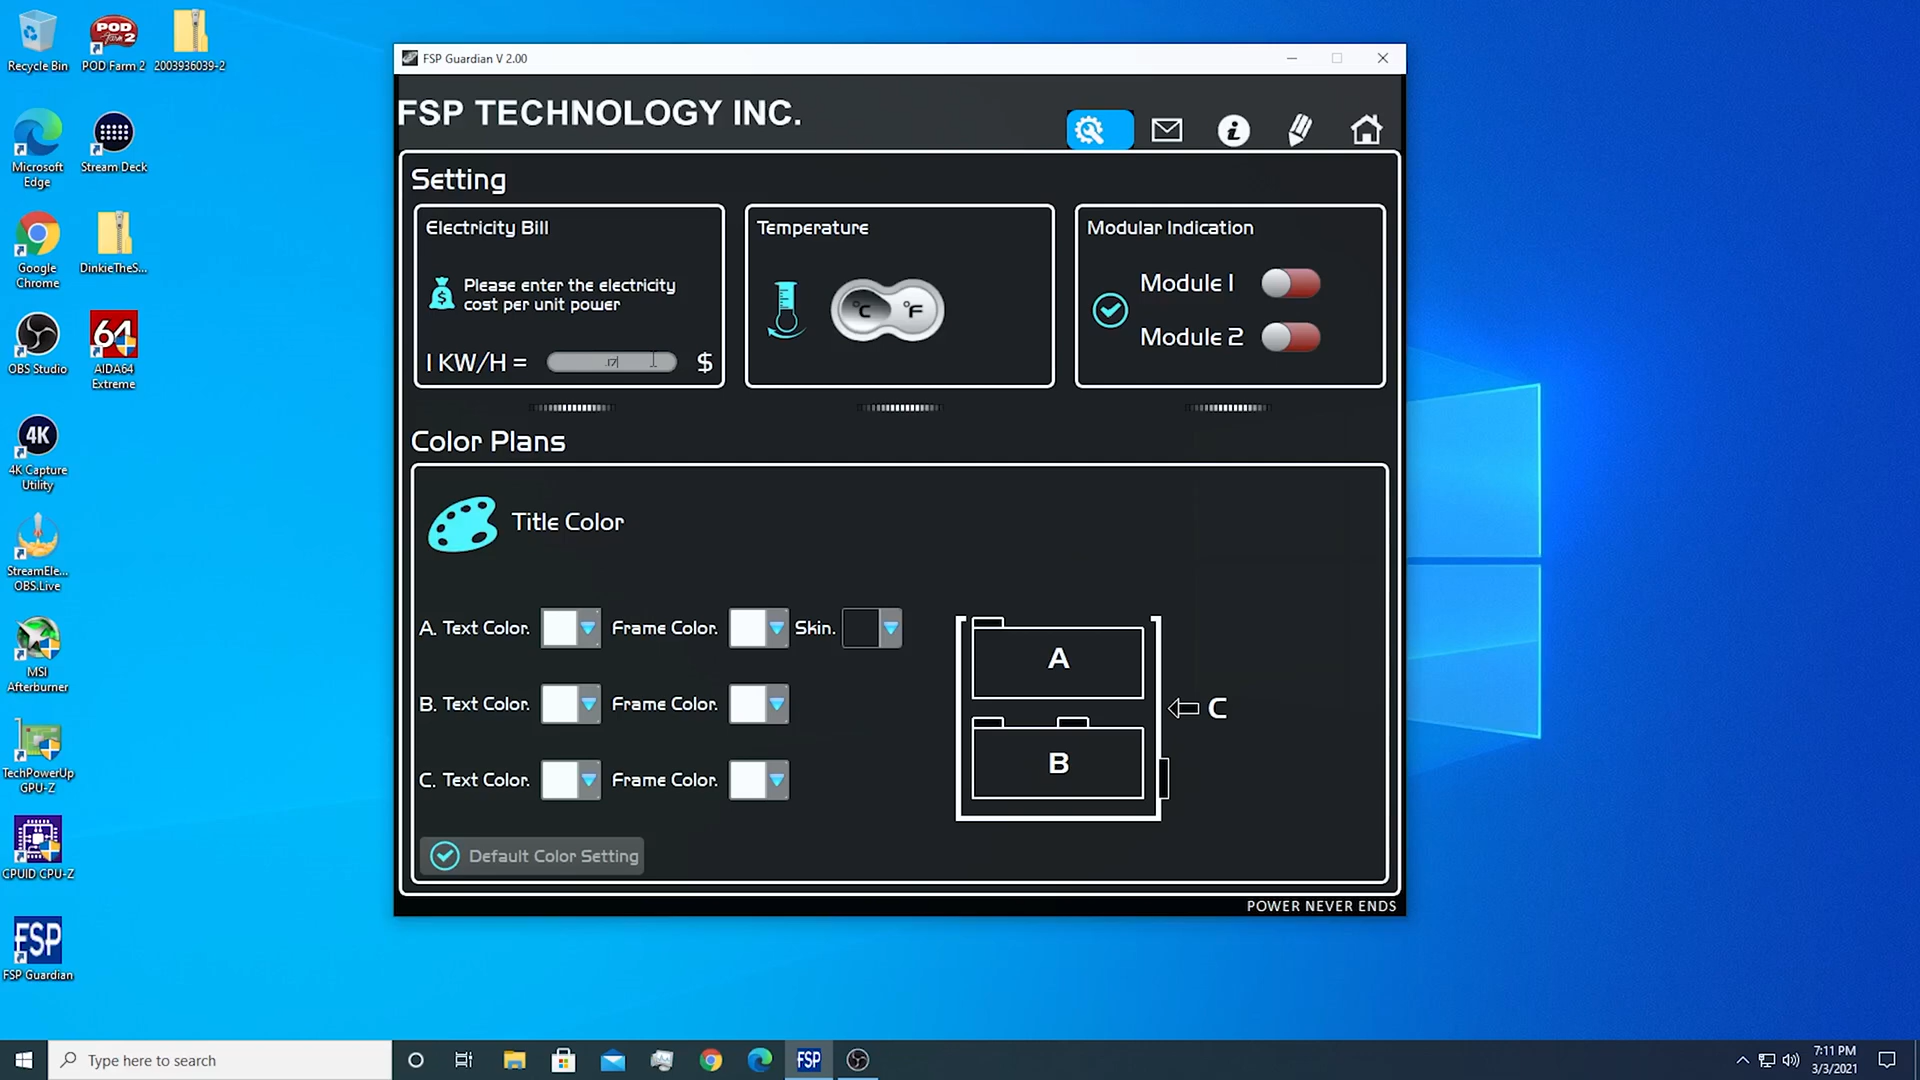 Recycle Bin
POD Farm 2
2003936039-2
Microsoft
Edge
Stream Deck
Google
Chrome
DinkieTheS...
OBS Studio
64
AIDA64
Extreme
4K
4K Capture
Utility
StreamEle...
OBS.Live
MSI
Afterburner
TechPowerUp
GPU-Z
CPUID CPU-Z
FSP
FSP Guardian
FSP Guardian V 2.00
FSP TECHNOLOGY INC.
Setting
Electricity Bill
Please enter the electricity
cost per unit power
1 KW/H =
$
Temperature
°C °F
Modular Indication
Module 1
Module 2
Color Plans
Title Color
A. Text Color. Frame Color. Skin.
B. Text Color. Frame Color.
C. Text Color. Frame Color.
A
B
C
Default Color Setting
POWER NEVER ENDS
Type here to search
FSP
7:11 PM
3/3/2021